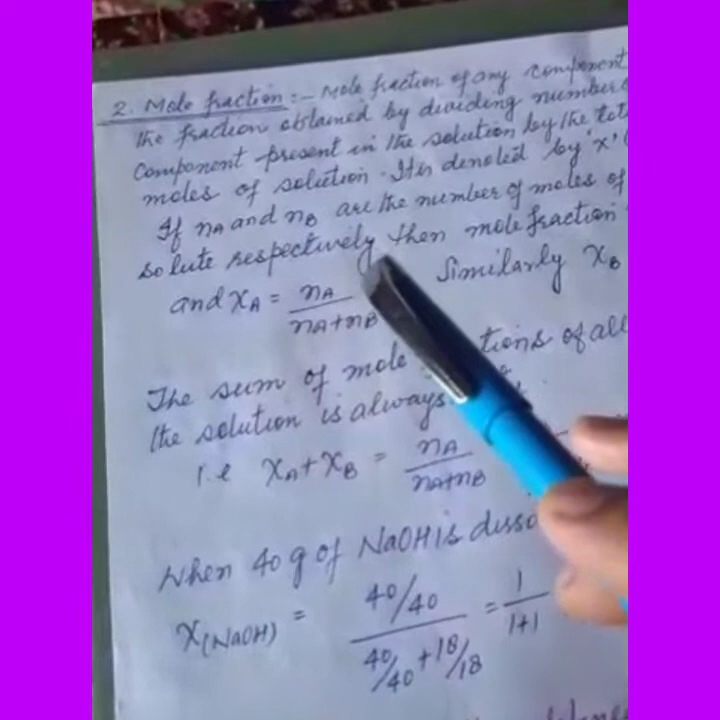 2. Mole fraction :- Mole fraction of any component
the fraction obtained by dividing number
component present in the solution by the tot
moles of solution. It is denoted by 'x'
If nA and nB are the number of moles of
solute respectively then mole fraction
and xA = nA / nA+nB Similarly xB
The sum of mole tions of all
the solution is always
i.e xA + xB = nA / nA+nB
When 40 g of NaOH is disso
x(NaOH) = 40/40 / 40/40 + 18/18 = 1 / 1+1